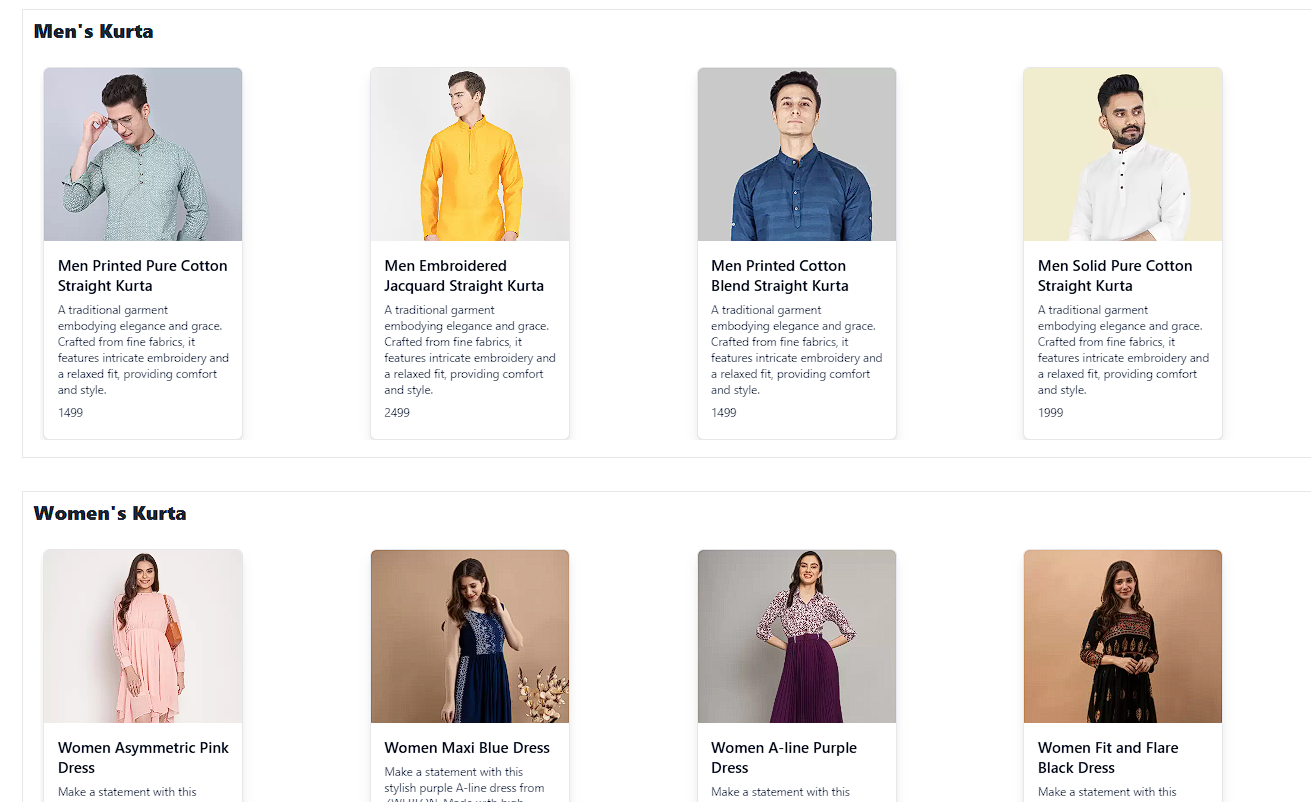 Men's Kurta
Men Printed Pure Cotton
Straight Kurta
A traditional garment
embodying elegance and grace.
Crafted from fine fabrics, it
features intricate embroidery and
a relaxed fit, providing comfort
and style.
1499
Men Embroidered
Jacquard Straight Kurta
A traditional garment
embodying elegance and grace.
Crafted from fine fabrics, it
features intricate embroidery and
a relaxed fit, providing comfort
and style.
2499
Men Printed Cotton
Blend Straight Kurta
A traditional garment
embodying elegance and grace.
Crafted from fine fabrics, it
features intricate embroidery and
a relaxed fit, providing comfort
and style.
1499
Men Solid Pure Cotton
Straight Kurta
A traditional garment
embodying elegance and grace.
Crafted from fine fabrics, it
features intricate embroidery and
a relaxed fit, providing comfort
and style.
1999
Women's Kurta
Women Asymmetric Pink
Dress
Make a statement with this
Women Maxi Blue Dress
Make a statement with this
stylish purple A-line dress from
Made with high
Women A-line Purple
Dress
Make a statement with this
Women Fit and Flare
Black Dress
Make a statement with this